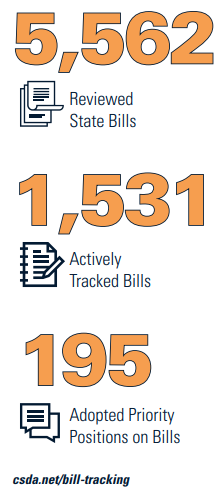 5,562
Reviewed
State Bills
1,531
Actively
Tracked Bills
195
Adopted Priority
Positions on Bills
csda.net/bill-tracking